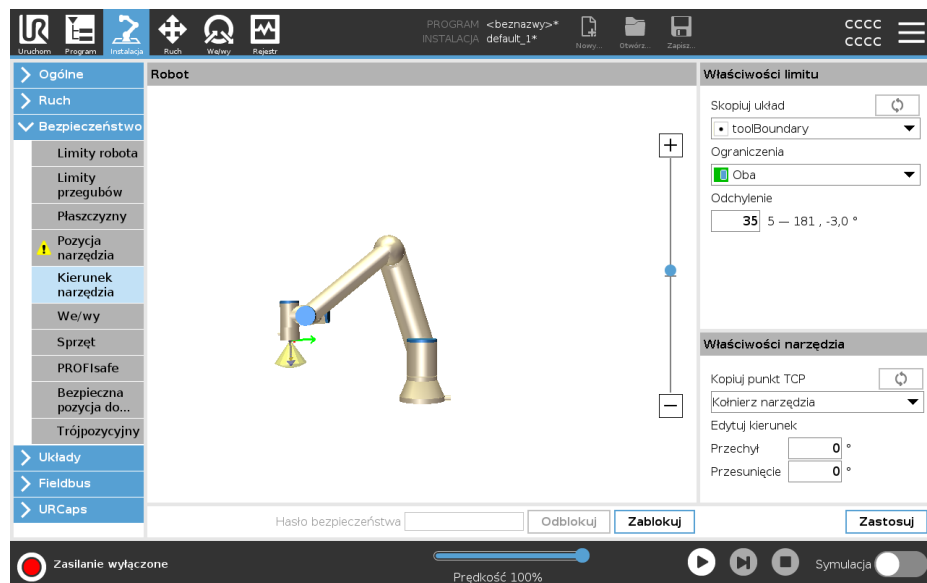 UR
PROGRAM <beznazwy>*
INSTALACJA default_1*
Uruchom Program Instalacja Ruch We/wy Rejestr
Nowy... Otwórz... Zapisz...
CCCC
CCCC
Ogólne
Ruch
Bezpieczeństwo
Limity robota
Limity
przegubów
Płaszczyzny
Pozycja
narzędzia
Kierunek
narzędzia
We/wy
Sprzęt
PROFIsafe
Bezpieczna
pozycja do...
Trójpozycyjny
Układy
Fieldbus
URCaps
Robot
Hasło bezpieczeństwa Odblokuj Zablokuj
Właściwości limitu
Skopiuj układ
toolBoundary
Ograniczenia
Oba
Odchylenie
35 5 — 181 , -3,0 °
Właściwości narzędzia
Kopiuj punkt TCP
Kołnierz narzędzia
Edytuj kierunek
Przechył 0 °
Przesunięcie 0 °
Zastosuj
Zasilanie wyłączone
Prędkość 100%
Symulacja